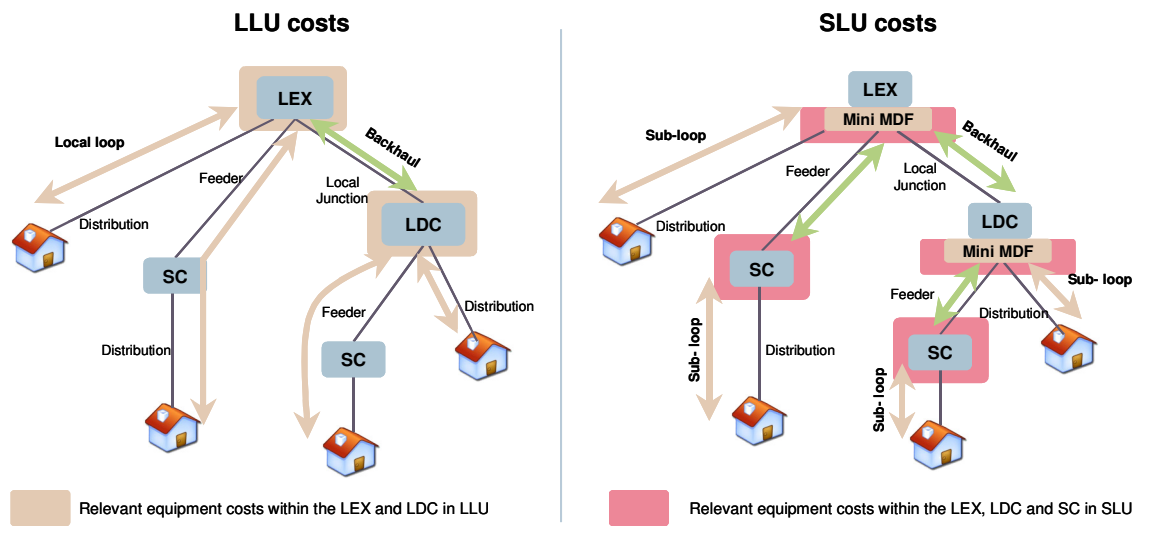 LLU costs
LEX
Local loop
Backhaul
Feeder
Local
Junction
Distribution
LDC
SC
Feeder
Distribution
Distribution
SC
Relevant equipment costs within the LEX and LDC in LLU
SLU costs
LEX
Mini MDF
Sub-loop
Backhaul
Feeder
Local
Junction
Distribution
LDC
Mini MDF
SC
Sub- loop
Feeder
Distribution
Sub- loop
Distribution
SC
Sub- loop
Relevant equipment costs within the LEX, LDC and SC in SLU